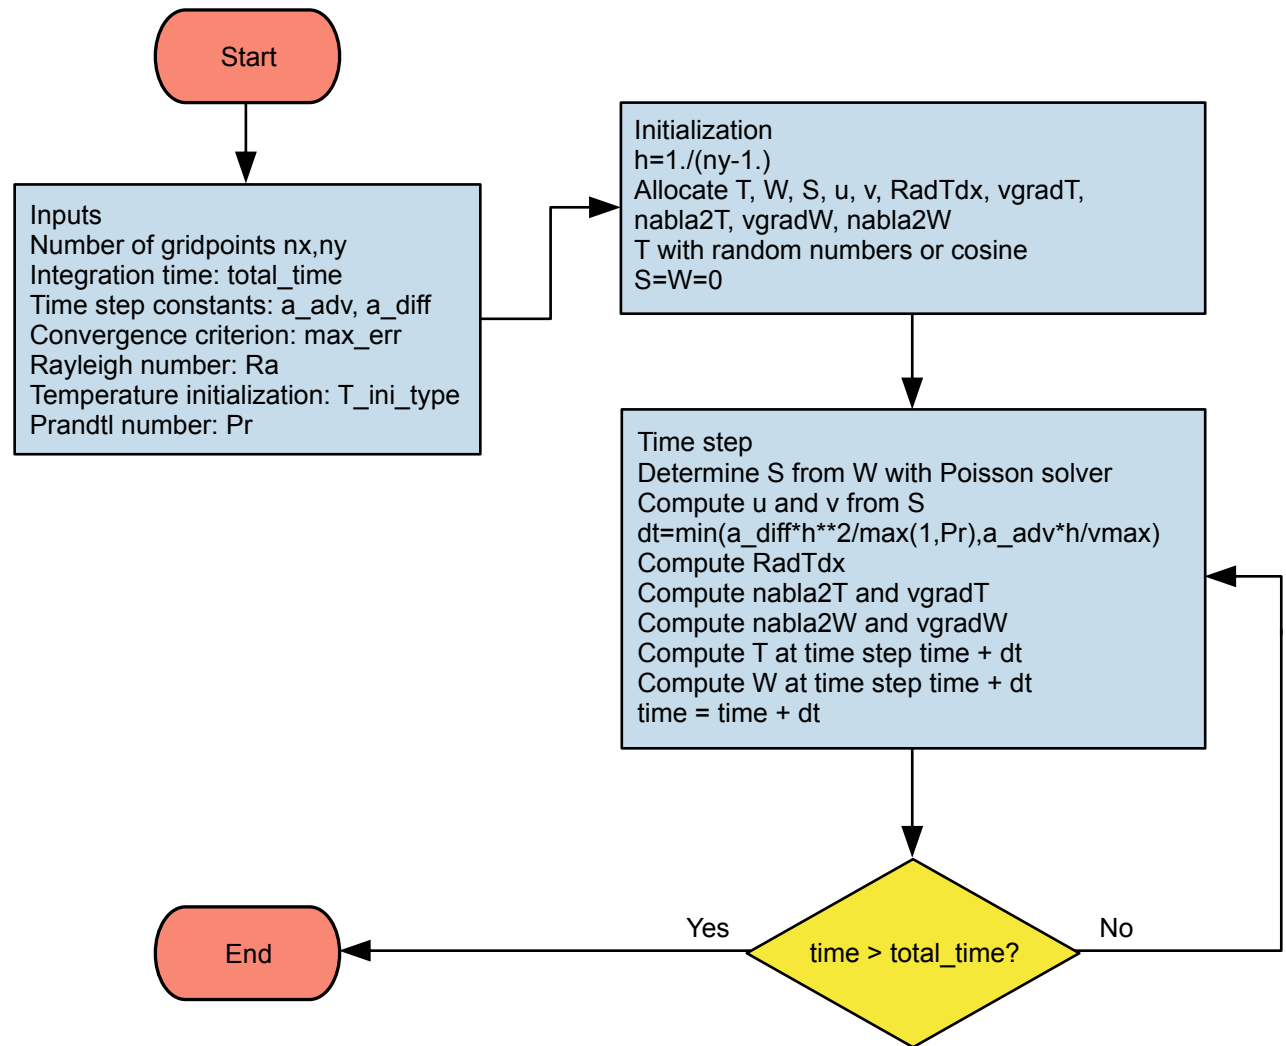 Start
Inputs
Number of gridpoints nx,ny
Integration time: total_time
Time step constants: a_adv, a_diff
Convergence criterion: max_err
Rayleigh number: Ra
Temperature initialization: T_ini_type
Prandtl number: Pr
Initialization
h=1./(ny-1.)
Allocate T, W, S, u, v, RadTdx, vgradT,
nabla2T, vgradW, nabla2W
T with random numbers or cosine
S=W=0
Time step
Determine S from W with Poisson solver
Compute u and v from S
dt=min(a_diff*h**2/max(1,Pr),a_adv*h/vmax)
Compute RadTdx
Compute nabla2T and vgradT
Compute nabla2W and vgradW
Compute T at time step time + dt
Compute W at time step time + dt
time = time + dt
time > total_time?
Yes
No
End